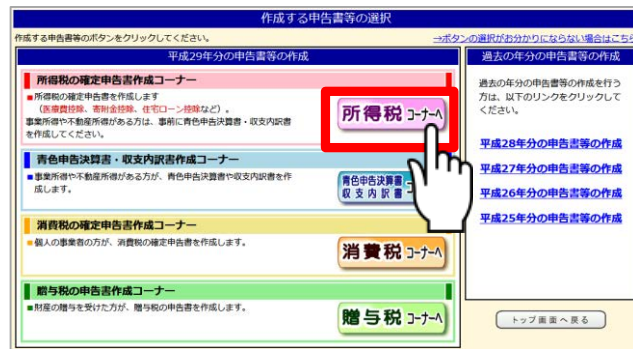 作成する申告書等の選択
作成する申告書等のボタンをクリックしてください。
→ボタンの選択がお分かりにならない場合はこちら
平成29年分の申告書等の作成
所得税の確定申告書作成コーナー
■所得税の確定申告書を作成します
（医療費控除、寄附金控除、住宅ローン控除など）。
事業所得や不動産所得がある方は、事前に青色申告決算書・収支内訳書
を作成してください。
所得税 コーナーへ
青色申告決算書・収支内訳書作成コーナー
■事業所得や不動産所得がある方が、青色申告決算書や収支内訳書を作
成します。
青色申告決算書
収支内訳書
消費税の確定申告書作成コーナー
■個人の事業者の方が、消費税の確定申告書を作成します。
消費税 コーナーへ
贈与税の申告書作成コーナー
■財産の贈与を受けた方が、贈与税の申告書を作成します。
贈与税 コーナーへ
過去の年分の申告書等の作成
過去の年分の申告書等の作成を行う
方は、以下のリンクをクリックして
ください。
平成28年分の申告書等の作成
平成27年分の申告書等の作成
平成26年分の申告書等の作成
平成25年分の申告書等の作成
トップ画面へ戻る